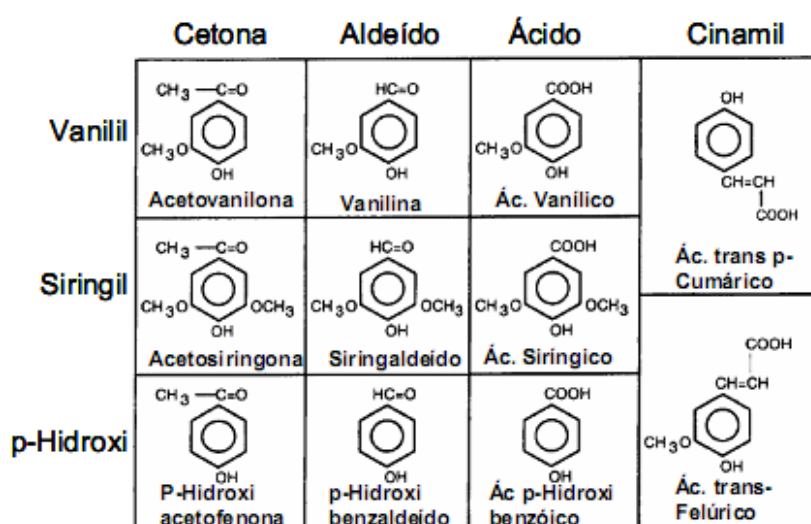 Cetona Aldeído Ácido Cinamil
Vanilil
CH3 — C=O
CH3O
OH
Acetovanilona
HC=O
CH3O
OH
Vanilina
COOH
CH3O
OH
Ác. Vanílico
OH
CH=CH
COOH
Ác. trans p-
Cumárico
Siringil
CH3 — C=O
CH3O
OCH3
OH
Acetosiringona
HC=O
CH3O
OCH3
OH
Siringaldeído
COOH
CH3O
OCH3
OH
Ác. Siríngico
COOH
CH=CH
CH3O
OH
Ác. trans-
Felúrico
p-Hidroxi
CH3 — C=O
OH
P-Hidroxi
acetofenona
HC=O
OH
p-Hidroxi
benzaldeído
COOH
OH
Ác p-Hidroxi
benzóico